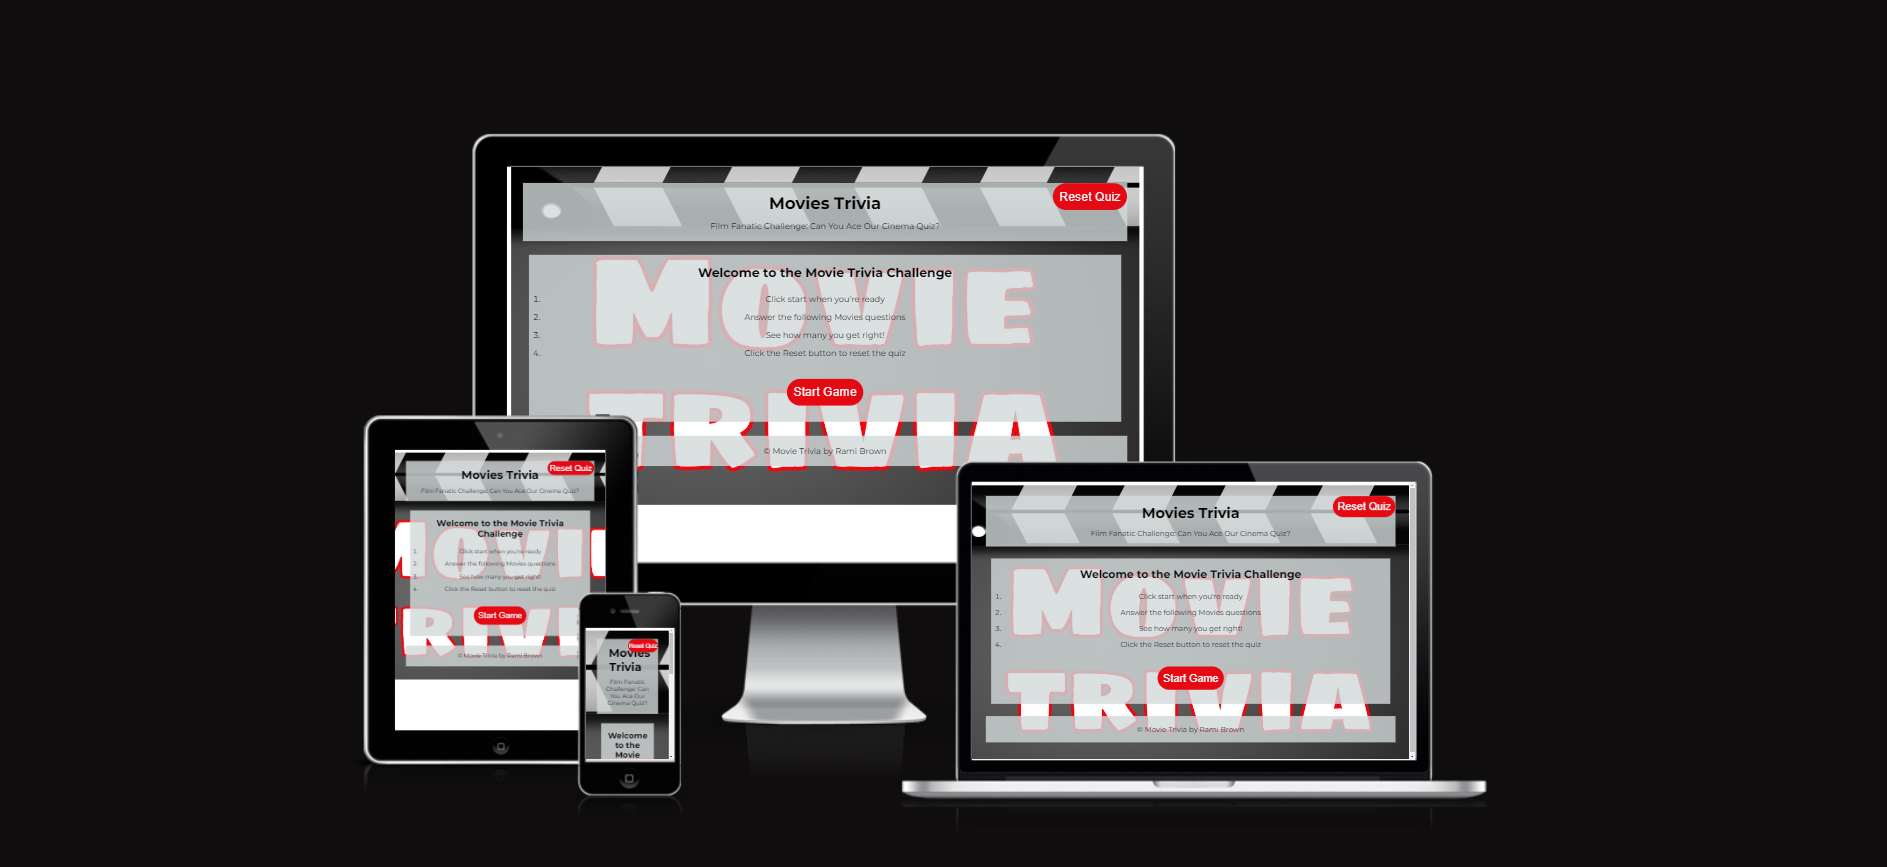 Movies Trivia
Reset Quiz
Film Fanatic Challenge: Can You Ace Our Cinema Quiz?
MOVIE
TRIVIA
Welcome to the Movie Trivia Challenge
1. Click start when you're ready
2. Answer the following Movies questions
3. See how many you get right!
4. Click the Reset button to reset the quiz
Start Game
© Movie Trivia by Rami Brown
Movies Trivia
Reset Quiz
Film Fanatic Challenge: Can You Ace Our Cinema Quiz?
MOVIE
TRIVI
Welcome to the Movie Trivia
Challenge
1. Click start when you're ready
2. Answer the following Movies questions
3. See how many you get right!
4. Click the Reset button to reset the quiz
Start Game
© Movie Trivia by Rami Brown
Reset Quiz
Movies
Trivia
Film Fanatic
Challenge: Can
You Ace Our
Cinema Quiz?
Welcome
to the
Movie
Movies Trivia
Reset Quiz
Film Fanatic Challenge: Can You Ace Our Cinema Quiz?
MOVIE
TRIVIA
Welcome to the Movie Trivia Challenge
1. Click start when you're ready
2. Answer the following Movies questions
3. See how many you get right!
4. Click the Reset button to reset the quiz
Start Game
© Movie Trivia by Rami Brown